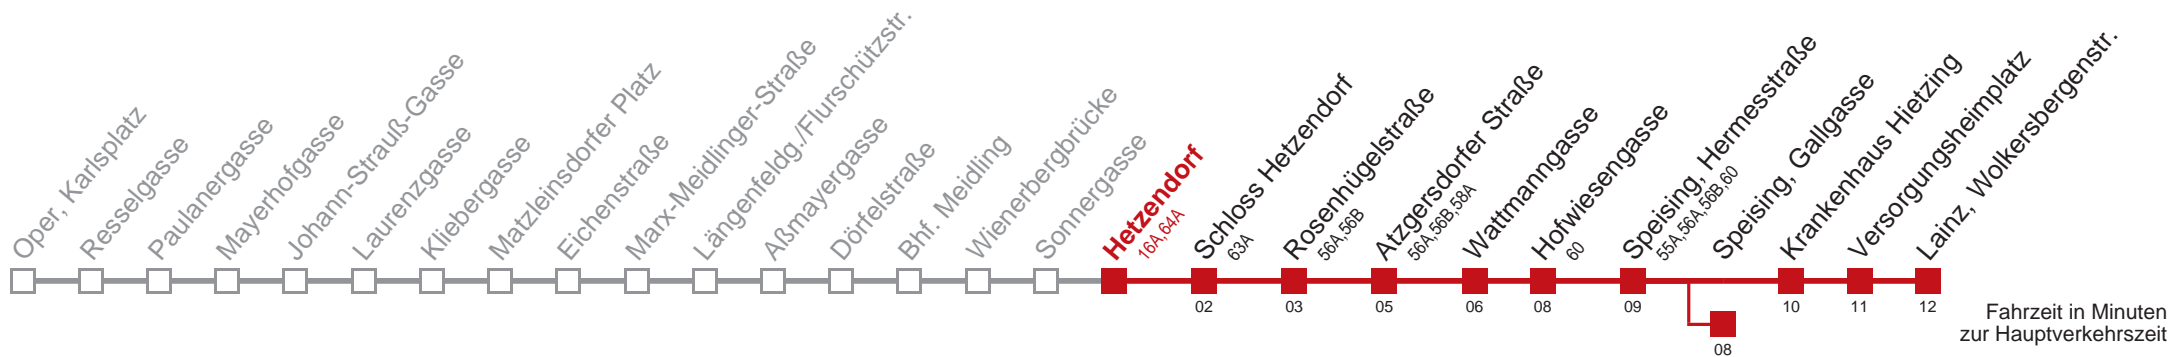 Oper, Karlsplatz
Resselgasse
Paulanergasse
Mayerhofgasse
Johann-Strauß-Gasse
Laurenzgasse
Kliebergasse
Matzleinsdorfer Platz
Eichenstraße
Marx-Meidlinger-Straße
Längenfeldg./Flurschützstr.
Aßmayergasse
Dörfelstraße
Bhf. Meidling
Wienerbergbrücke
Sonnergasse
Hetzendorf
16A,64A
Schloss Hetzendorf
63A
02
Rosenhügelstraße
56A,56B
03
Atzgersdorfer Straße
56A,56B,58A
05
Wattmanngasse
06
Hofwiesengasse
60
08
Speising, Hermesstraße
55A,56A,56B,60
09
Speising, Gallgasse
08
Krankenhaus Hietzing
10
Versorgungsheimplatz
11
Lainz, Wolkersbergenstr.
12
Fahrzeit in Minuten
zur Hauptverkehrszeit